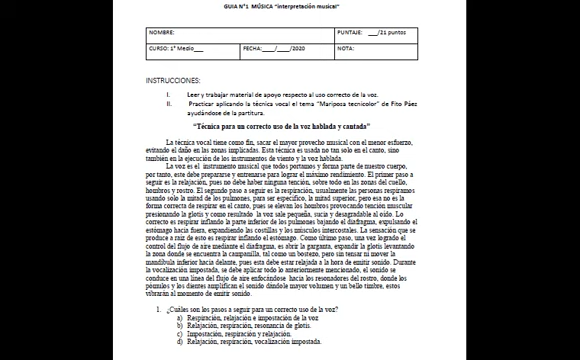 GUIA N°1 MÚSICA "interpretación musical"
NOMBRE:
PUNTAJE: ___/21 puntos
CURSO: 1° Medio___
FECHA:____/____/2020
NOTA:
INSTRUCCIONES:
I. Leer y trabajar material de apoyo respecto al uso correcto de la voz.
II. Practicar aplicando la técnica vocal el tema "Mariposa tecnicolor" de Fito Páez
ayudándose de la partitura.
"Técnica para un correcto uso de la voz hablada y cantada"
La técnica vocal tiene como fin, sacar el mayor provecho musical con el menor esfuerzo,
evitando el daño en las zonas implicadas. Esta técnica es usada no tan solo en el canto, sino
también en la ejecución de los instrumentos de viento y la voz hablada.
La voz es el instrumento musical que todos portamos y forma parte de nuestro cuerpo,
por tanto, este debe prepararse y entrenarse para lograr el máximo rendimiento. El primer paso a
seguir es la relajación, pues no debe haber ninguna tensión, sobre todo en las zonas del cuello,
hombros y rostro. El segundo paso a seguir es la respiración, usualmente las personas respiramos
usando solo la mitad de los pulmones, para ser específico, la mitad superior, pero esa no es la
forma correcta de respirar en el canto, pues se elevan los hombros provocando tensión muscular
presionando la glotis y como resultado la voz sale pequeña, sucia y desagradable al oído. Lo
correcto es respirar inflando la parte inferior de los pulmones bajando el diafragma, expulsando el
estómago hacia fuera, expandiendo las costillas y los músculos intercostales. La sensación que se
produce a raíz de esto es respirar inflando el estómago. Como último paso, una vez logrado el
control del flujo de aire mediante el diafragma, es abrir la garganta, expandir la glotis levantando
la zona donde se encuentra la campanilla, tal como un bostezo, pero sin tensar ni mover la
mandíbula inferior hacia delante, pues esta debe estar relajada a la hora de emitir sonido. Durante
la vocalización impostada, se debe aplicar todo lo anteriormente mencionado, el sonido se
conduce en una línea del flujo de aire enfocándose hacia los resonadores del rostro, donde los
pómulos y los dientes amplifican el sonido dándole mayor volumen y un bello timbre, estos
vibrarán al momento de emitir sonido.
1. ¿Cuáles son los pasos a seguir para un correcto uso de la voz?
a) Respiración, relajación e impostación de la voz
b) Relajación, respiración, resonancia de glotis.
c) Impostación, respiración y relajación.
d) Relajación, respiración, vocalización impostada.